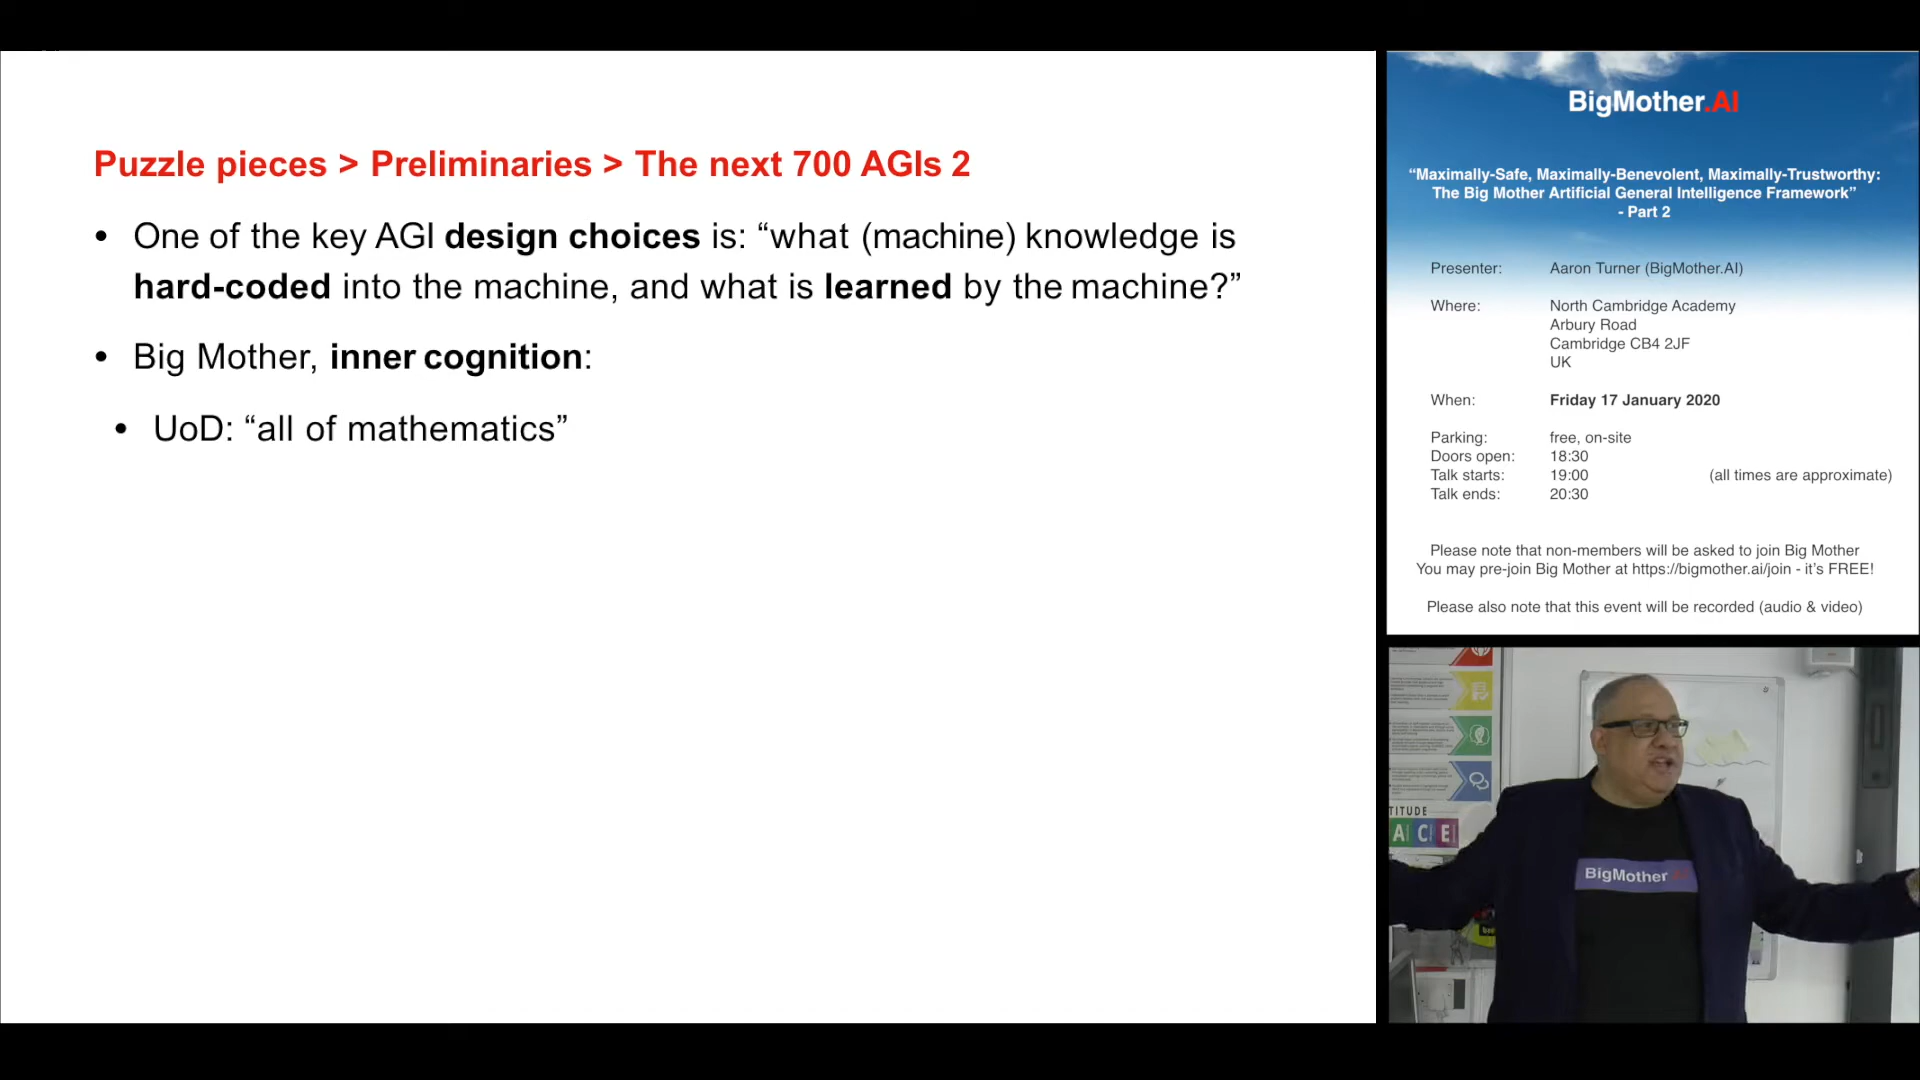 Puzzle pieces > Preliminaries > The next 700 AGIs 2
• One of the key AGI design choices is: “what (machine) knowledge is
hard-coded into the machine, and what is learned by the machine?”
• Big Mother, inner cognition:
• UoD: “all of mathematics”
BigMother.AI
“Maximally-Safe, Maximally-Benevolent, Maximally-Trustworthy:
The Big Mother Artificial General Intelligence Framework”
- Part 2
Presenter: Aaron Turner (BigMother.AI)
Where: North Cambridge Academy
Arbury Road
Cambridge CB4 2JF
UK
When: Friday 17 January 2020
Parking: free, on-site
Doors open: 18:30
Talk starts: 19:00 (all times are approximate)
Talk ends: 20:30
Please note that non-members will be asked to join Big Mother
You may pre-join Big Mother at https://bigmother.ai/join - it’s FREE!
Please also note that this event will be recorded (audio & video)
TITUDE
ACE
BigMother